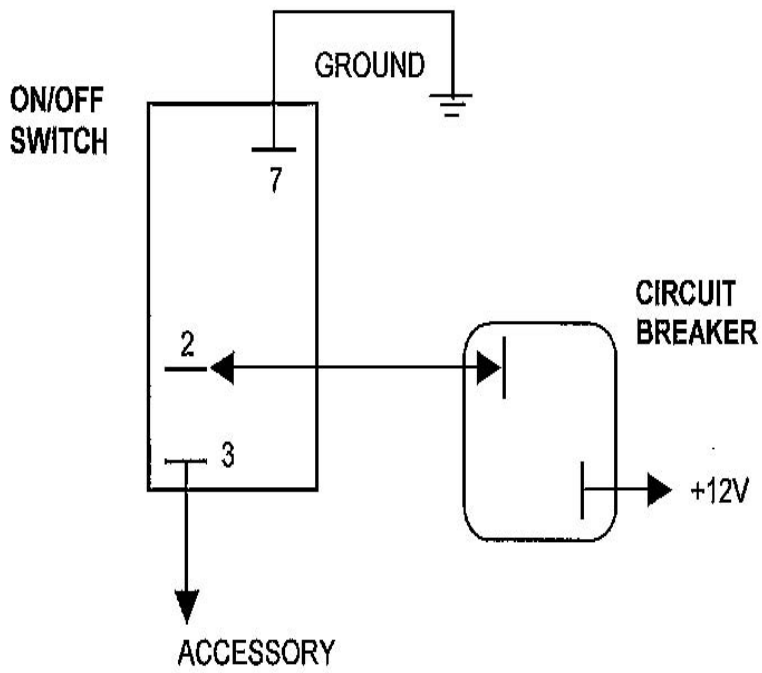 GROUND
ON/OFF
SWITCH
7
CIRCUIT
BREAKER
2
3
+12V
ACCESSORY